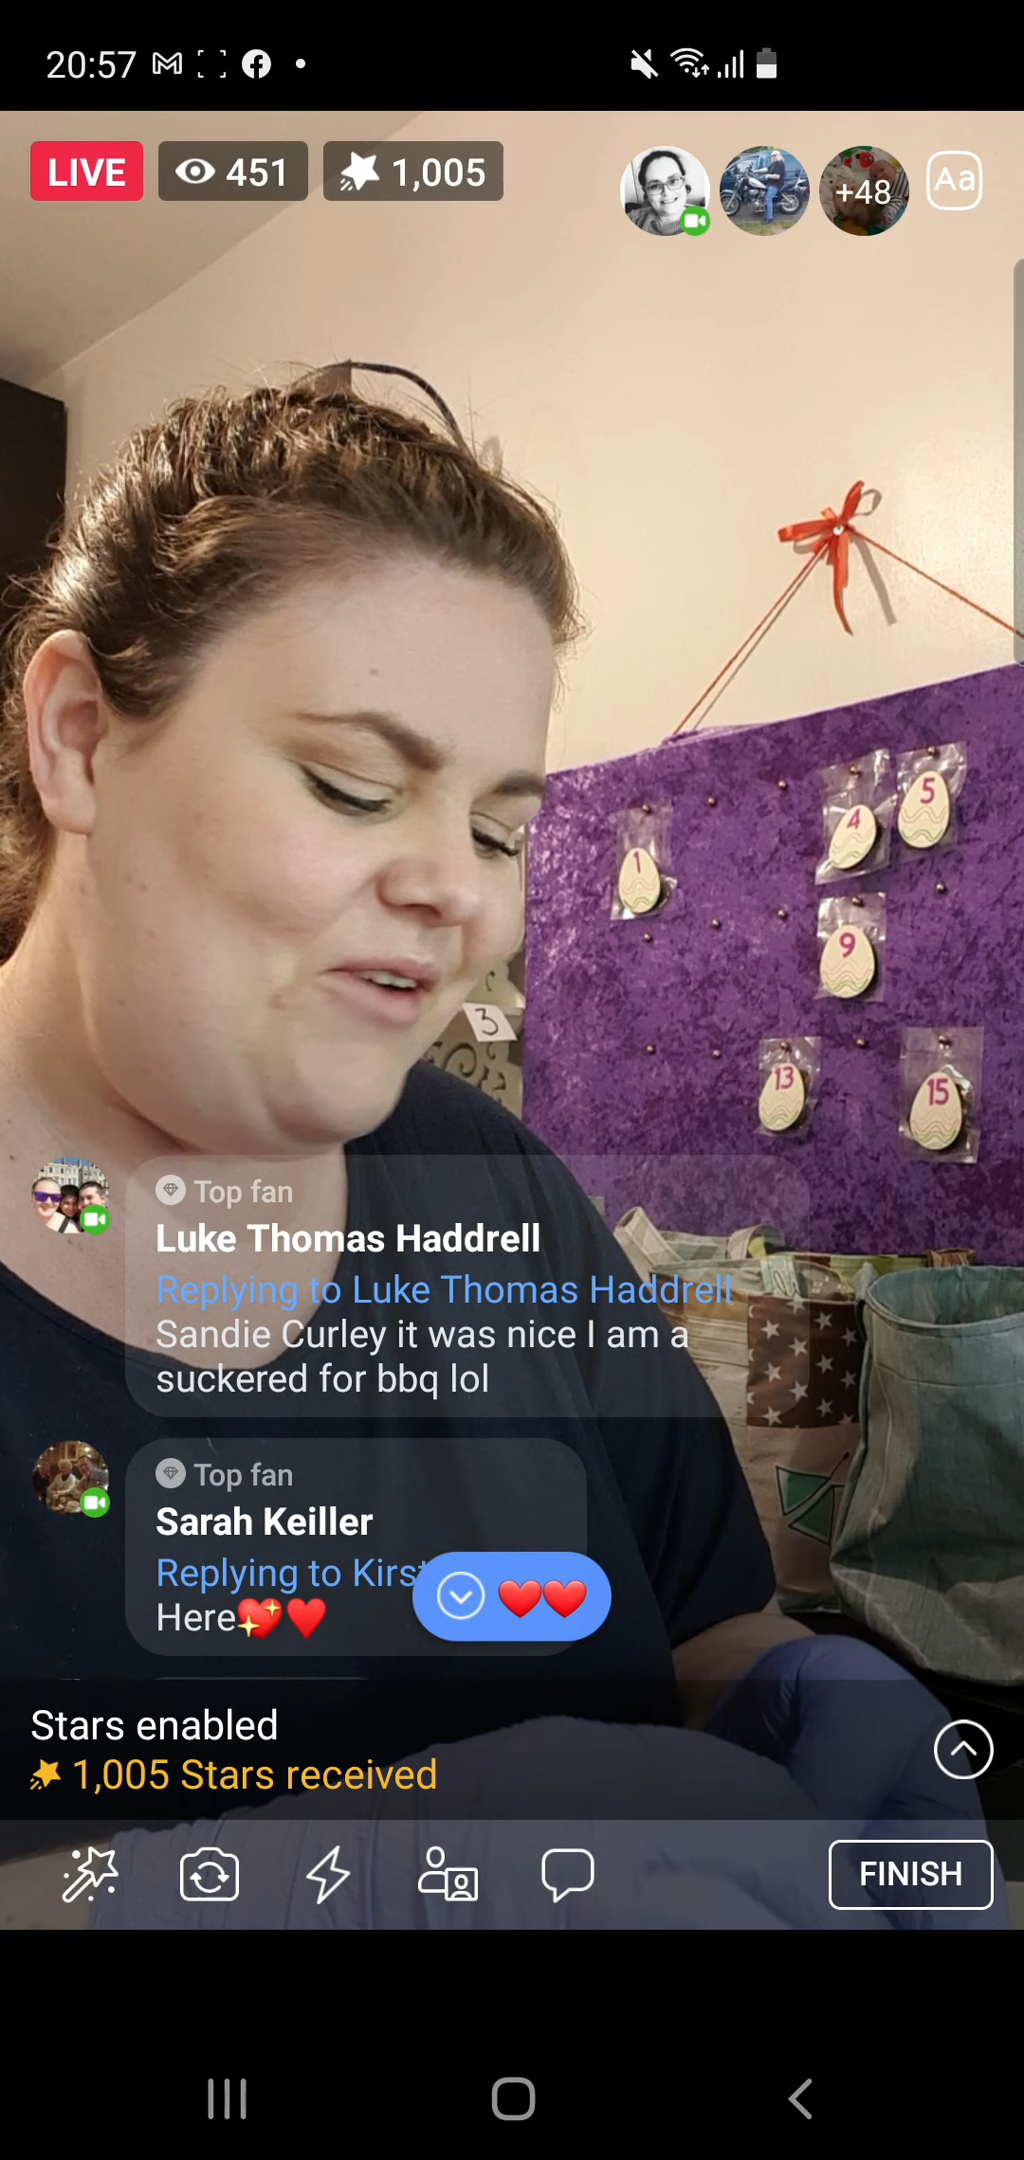 20:57
LIVE 451 1,005 +48 Aa
5
4
1
9
3
13
15
Top fan
Luke Thomas Haddrell
Replying to Luke Thomas Haddrell
Sandie Curley it was nice I am a
suckered for bbq lol
Top fan
Sarah Keiller
Replying to Kirs
Here💖♥️
❤️❤️
Stars enabled
1,005 Stars received
FINISH